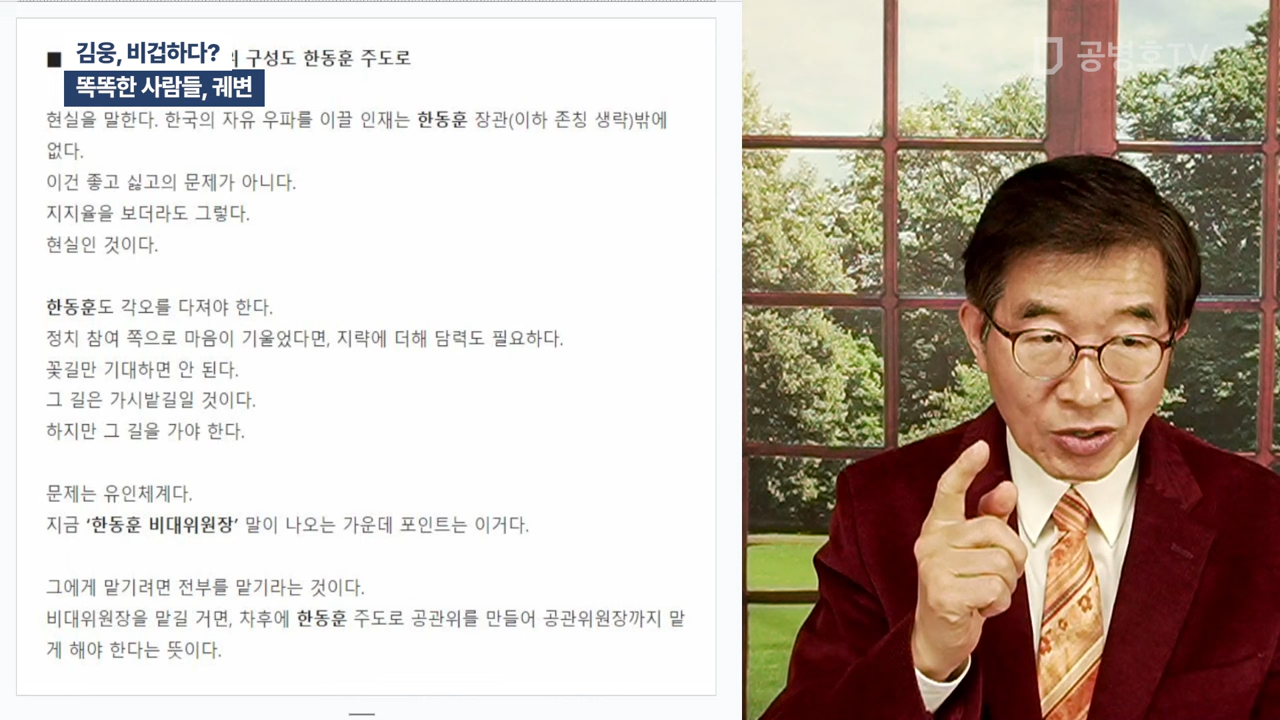 김웅, 비겁하다?
똑똑한 사람들, 궤변
■ 구성도 한동훈 주도로
현실을 말한다. 한국의 자유 우파를 이끌 인재는 한동훈 장관(이하 존칭 생략)밖에
없다.
이건 좋고 싫고의 문제가 아니다.
지지율을 보더라도 그렇다.
현실인 것이다.
한동훈도 각오를 다져야 한다.
정치 참여 쪽으로 마음이 기울었다면, 지략에 더해 담력도 필요하다.
꽃길만 기대하면 안 된다.
그 길은 가시밭길일 것이다.
하지만 그 길을 가야 한다.
문제는 유인체계다.
지금 ‘한동훈 비대위원장’ 말이 나오는 가운데 포인트는 이거다.
그에게 맡기려면 전부를 맡기라는 것이다.
비대위원장을 맡길 거면, 차후에 한동훈 주도로 공관위를 만들어 공관위원장까지 맡
게 해야 한다는 뜻이다.
공병호TV